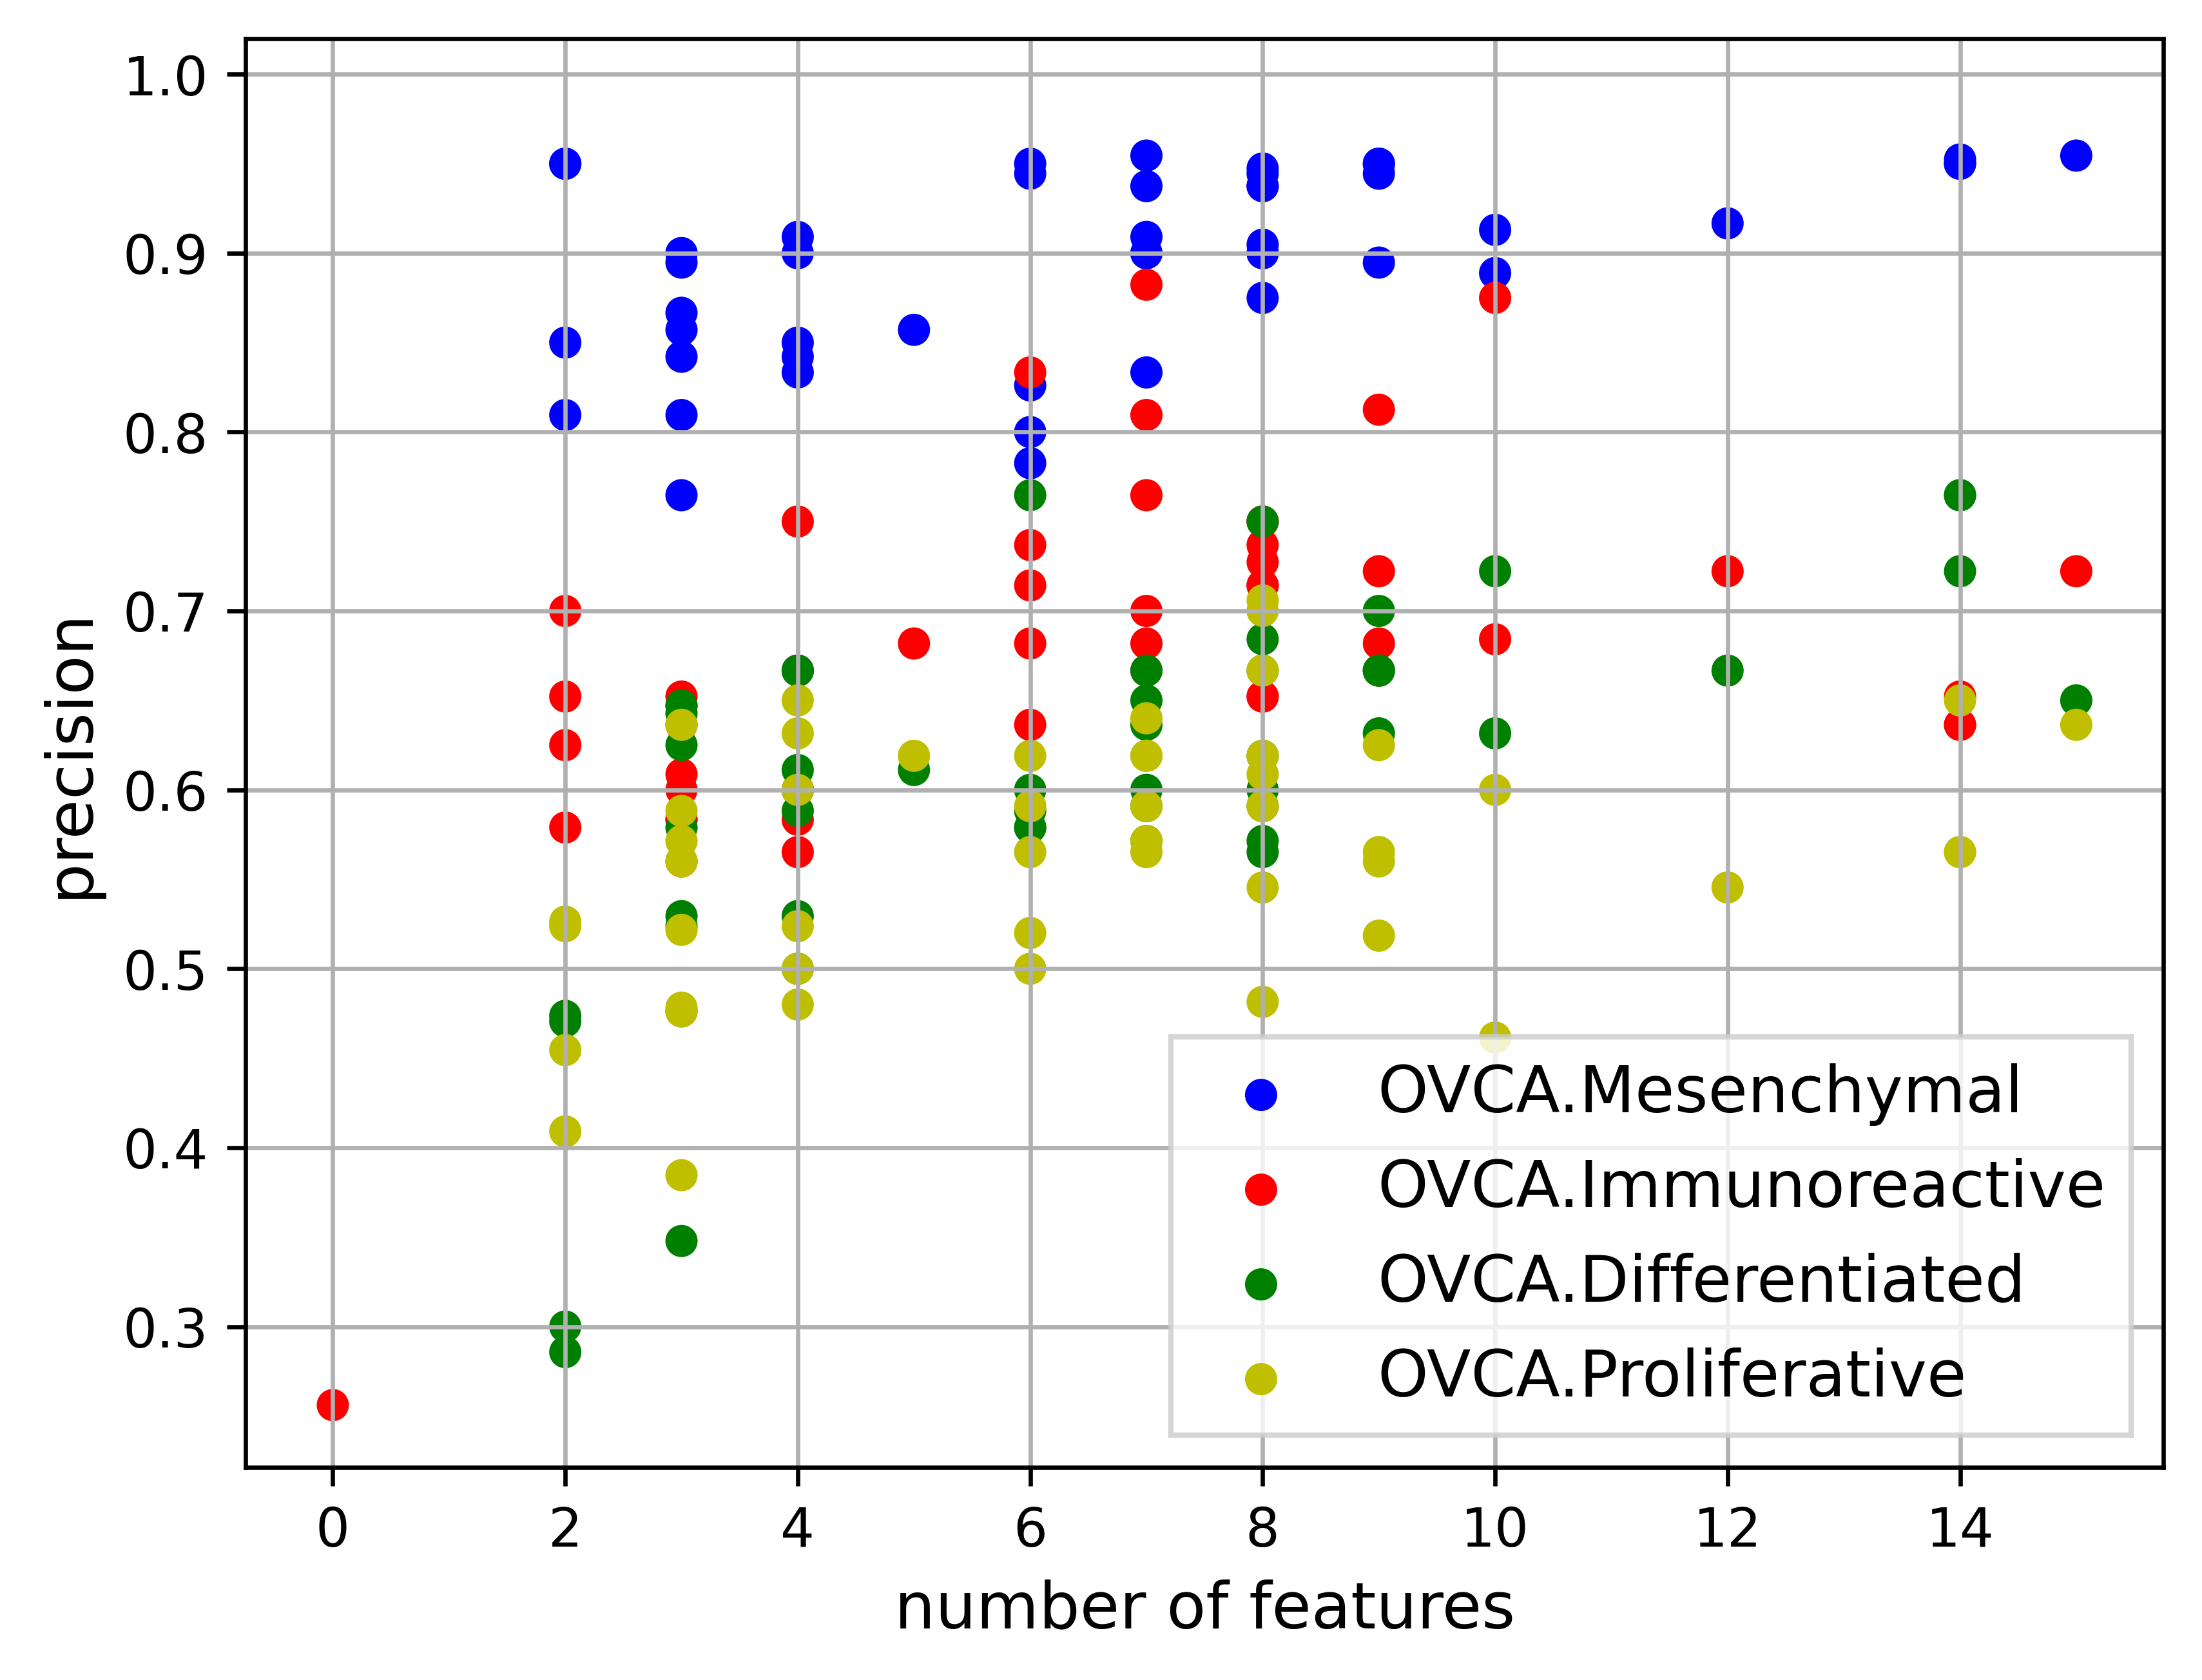 1.0
0.9
0.8
0.7
0.6
0.5
0.4
0.3
precision
OVCA.Mesenchymal
OVCA.Immunoreactive
OVCA.Differentiated
OVCA.Proliferative
0 2 4 6 8 10 12 14
number of features